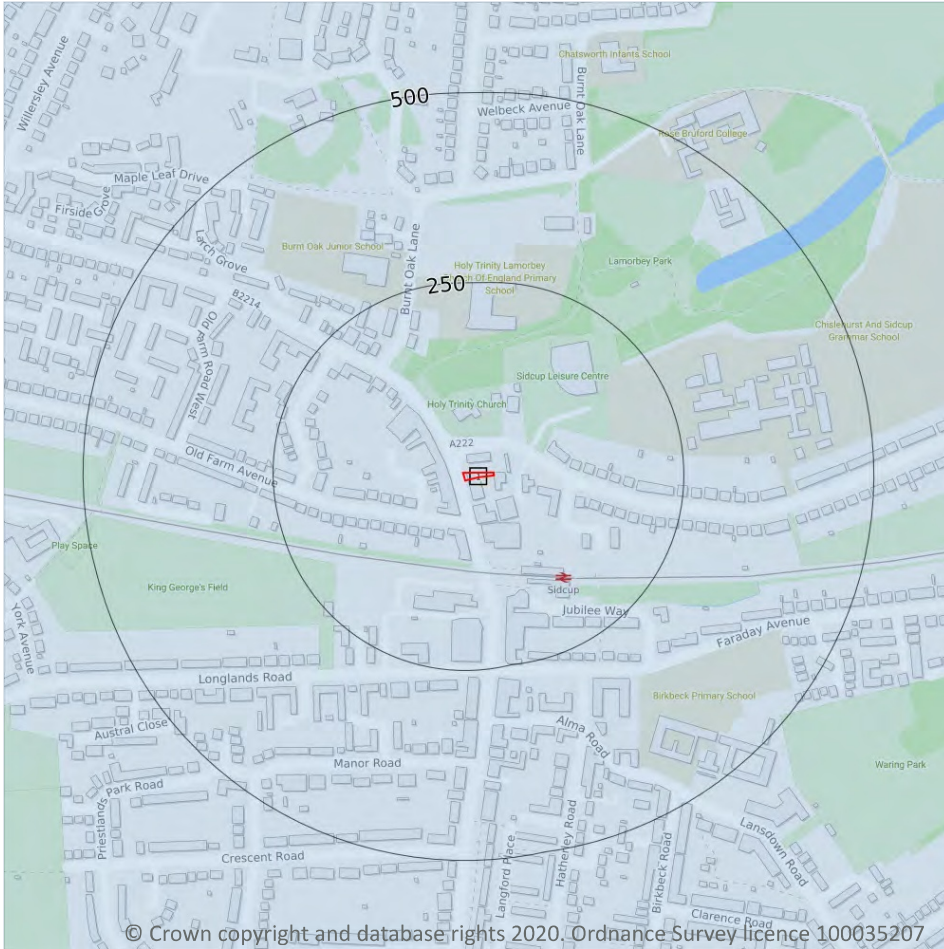 Chatsworth Infants School
Willersley Avenue
500
Burnt Oak Lane
Welbeck Avenue
Rose Bruford College
Maple Leaf Drive
Firside Grove
Larch Grove
Burnt Oak Junior School
Burnt Oak Lane
Holy Trinity Lamorbey
Church Of England Primary
School
Lamorbey Park
250
B2214
Old Farm Road West
Chislehurst And Sidcup
Grammar School
Sidcup Leisure Centre
Holy Trinity Church
A222
Old Farm Avenue
Play Space
King George's Field
Sidcup
York Avenue
Jubilee Way
Faraday Avenue
Longlands Road
Birkbeck Primary School
Austral Close
Alma Road
Manor Road
Waring Park
Priestlands Park Road
Hatherley Road
Lansdown Road
Langford Place
Birkbeck Road
Crescent Road
Clarence Road
© Crown copyright and database rights 2020. Ordnance Survey licence 100035207